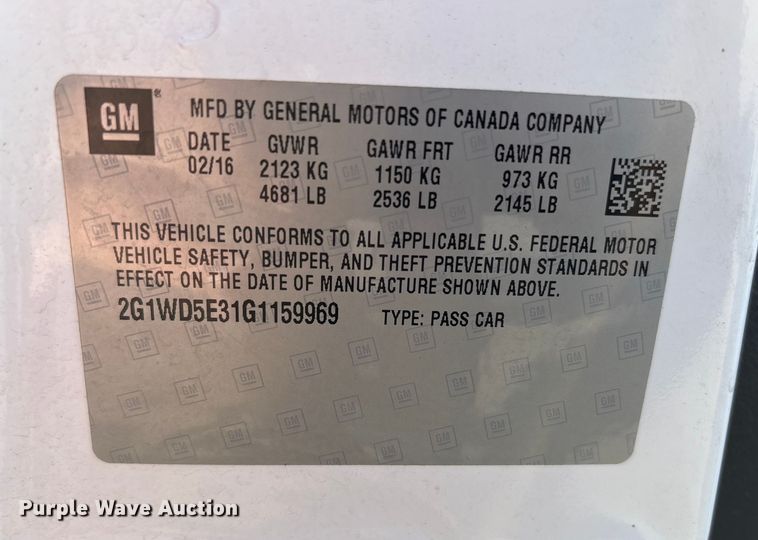 GM ®
MFD BY GENERAL MOTORS OF CANADA COMPANY
DATE GVWR GAWR FRT GAWR RR
02/16 2123 KG 1150 KG 973 KG
4681 LB 2536 LB 2145 LB
THIS VEHICLE CONFORMS TO ALL APPLICABLE U.S. FEDERAL MOTOR
VEHICLE SAFETY, BUMPER, AND THEFT PREVENTION STANDARDS IN
EFFECT ON THE DATE OF MANUFACTURE SHOWN ABOVE.
2G1WD5E31G1159969 TYPE: PASS CAR
Purple Wave Auction